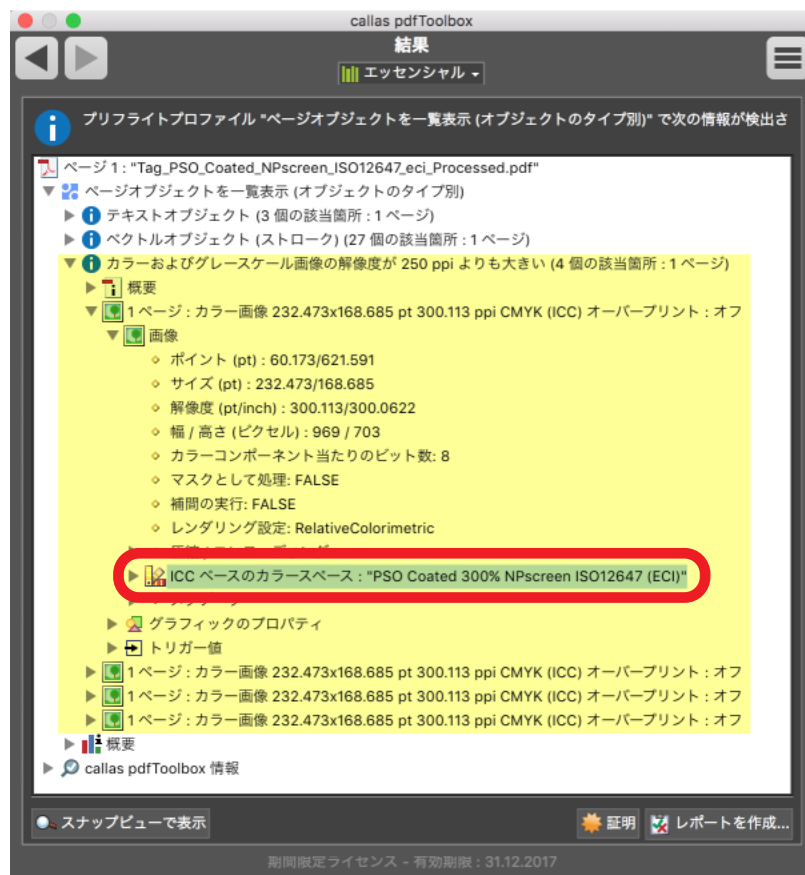 callas pdfToolbox
結果
エッセンシャル
プリフライトプロファイル "ページオブジェクトを一覧表示 (オブジェクトのタイプ別)" で次の情報が検出さ
ページ 1 : "Tag_PSO_Coated_NPscreen_ISO12647_eci_Processed.pdf"
ページオブジェクトを一覧表示 (オブジェクトのタイプ別)
テキストオブジェクト (3 個の該当箇所 : 1 ページ)
ベクトルオブジェクト (ストローク) (27 個の該当箇所 : 1 ページ)
カラーおよびグレースケール画像の解像度が 250 ppi よりも大きい (4 個の該当箇所 : 1 ページ)
概要
1 ページ : カラー画像 232.473x168.685 pt 300.113 ppi CMYK (ICC) オーバープリント : オフ
画像
ポイント (pt) : 60.173/621.591
サイズ (pt) : 232.473/168.685
解像度 (pt/inch) : 300.113/300.0622
幅 / 高さ (ピクセル) : 969 / 703
カラーコンポーネント当たりのビット数: 8
マスクとして処理: FALSE
補間の実行: FALSE
レンダリング設定: RelativeColorimetric
ICC ベースのカラースペース : "PSO Coated 300% NPscreen ISO12647 (ECI)"
グラフィックのプロパティ
トリガー値
1 ページ : カラー画像 232.473x168.685 pt 300.113 ppi CMYK (ICC) オーバープリント : オフ
1 ページ : カラー画像 232.473x168.685 pt 300.113 ppi CMYK (ICC) オーバープリント : オフ
1 ページ : カラー画像 232.473x168.685 pt 300.113 ppi CMYK (ICC) オーバープリント : オフ
概要
callas pdfToolbox 情報
スナップビューで表示
証明
レポートを作成...
期間限定ライセンス - 有効期限 : 31.12.2017